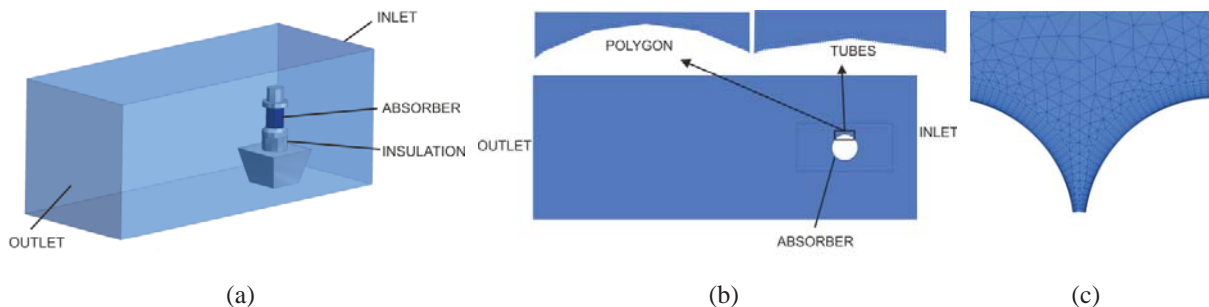 INLET
ABSORBER
INSULATION
OUTLET
(a)
POLYGON
TUBES
OUTLET
INLET
ABSORBER
(b)
(c)